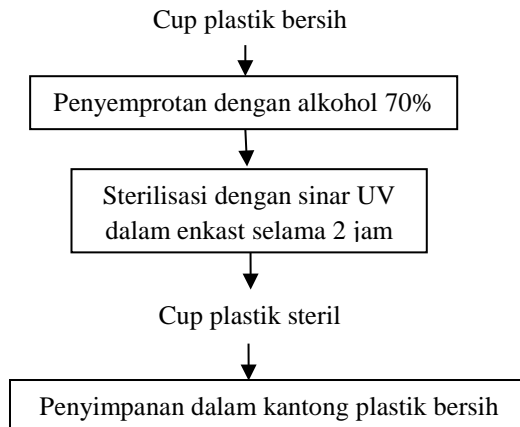 Cup plastik bersih
Penyemprotan dengan alkohol 70%
Sterilisasi dengan sinar UV
dalam enkast selama 2 jam
Cup plastik steril
Penyimpanan dalam kantong plastik bersih